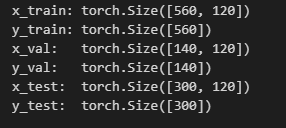 x_train: torch.Size([560, 120])
y_train: torch.Size([560])
x_val:   torch.Size([140, 120])
y_val:   torch.Size([140])
x_test:  torch.Size([300, 120])
y_test:  torch.Size([300])